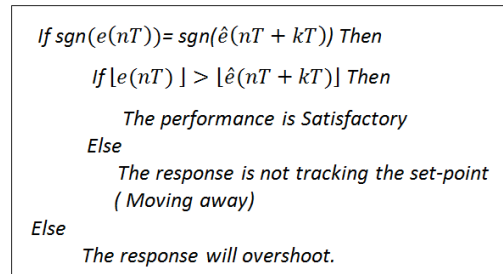 If sgn(e(nT))= sgn(ê(nT + kT)) Then
If ⌊e(nT) ⌋ > ⌊ê(nT + kT)⌋ Then
The performance is Satisfactory
Else
The response is not tracking the set-point
( Moving away)
Else
The response will overshoot.